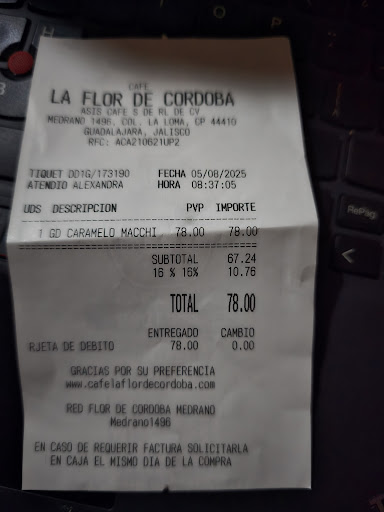 CAFE
LA FLOR DE CORDOBA
ASIS CAFE S DE RL DE CV
MEDRANO 1496, COL. LA LOMA, CP 44410
GUADALAJARA, JALISCO
RFC: ACA210621UP2
TIQUET DD1G/173190 FECHA 05/08/2025
ATENDIO ALEXANDRA HORA 08:37:05
UDS DESCRIPCION PVP IMPORTE
1 GD CARAMELO MACCHI 78.00 78.00
SUBTOTAL 67.24
16 % 16% 10.76
TOTAL 78.00
ENTREGADO CAMBIO
RJETA DE DEBITO 78.00 0.00
GRACIAS POR SU PREFERENCIA
www.cafelaflordecordoba.com
RED FLOR DE CORDOBA MEDRANO
Medrano1496
EN CASO DE REQUERIR FACTURA SOLICITARLA
EN CAJA EL MISMO DIA DE LA COMPRA
H
O
P
RePág
<